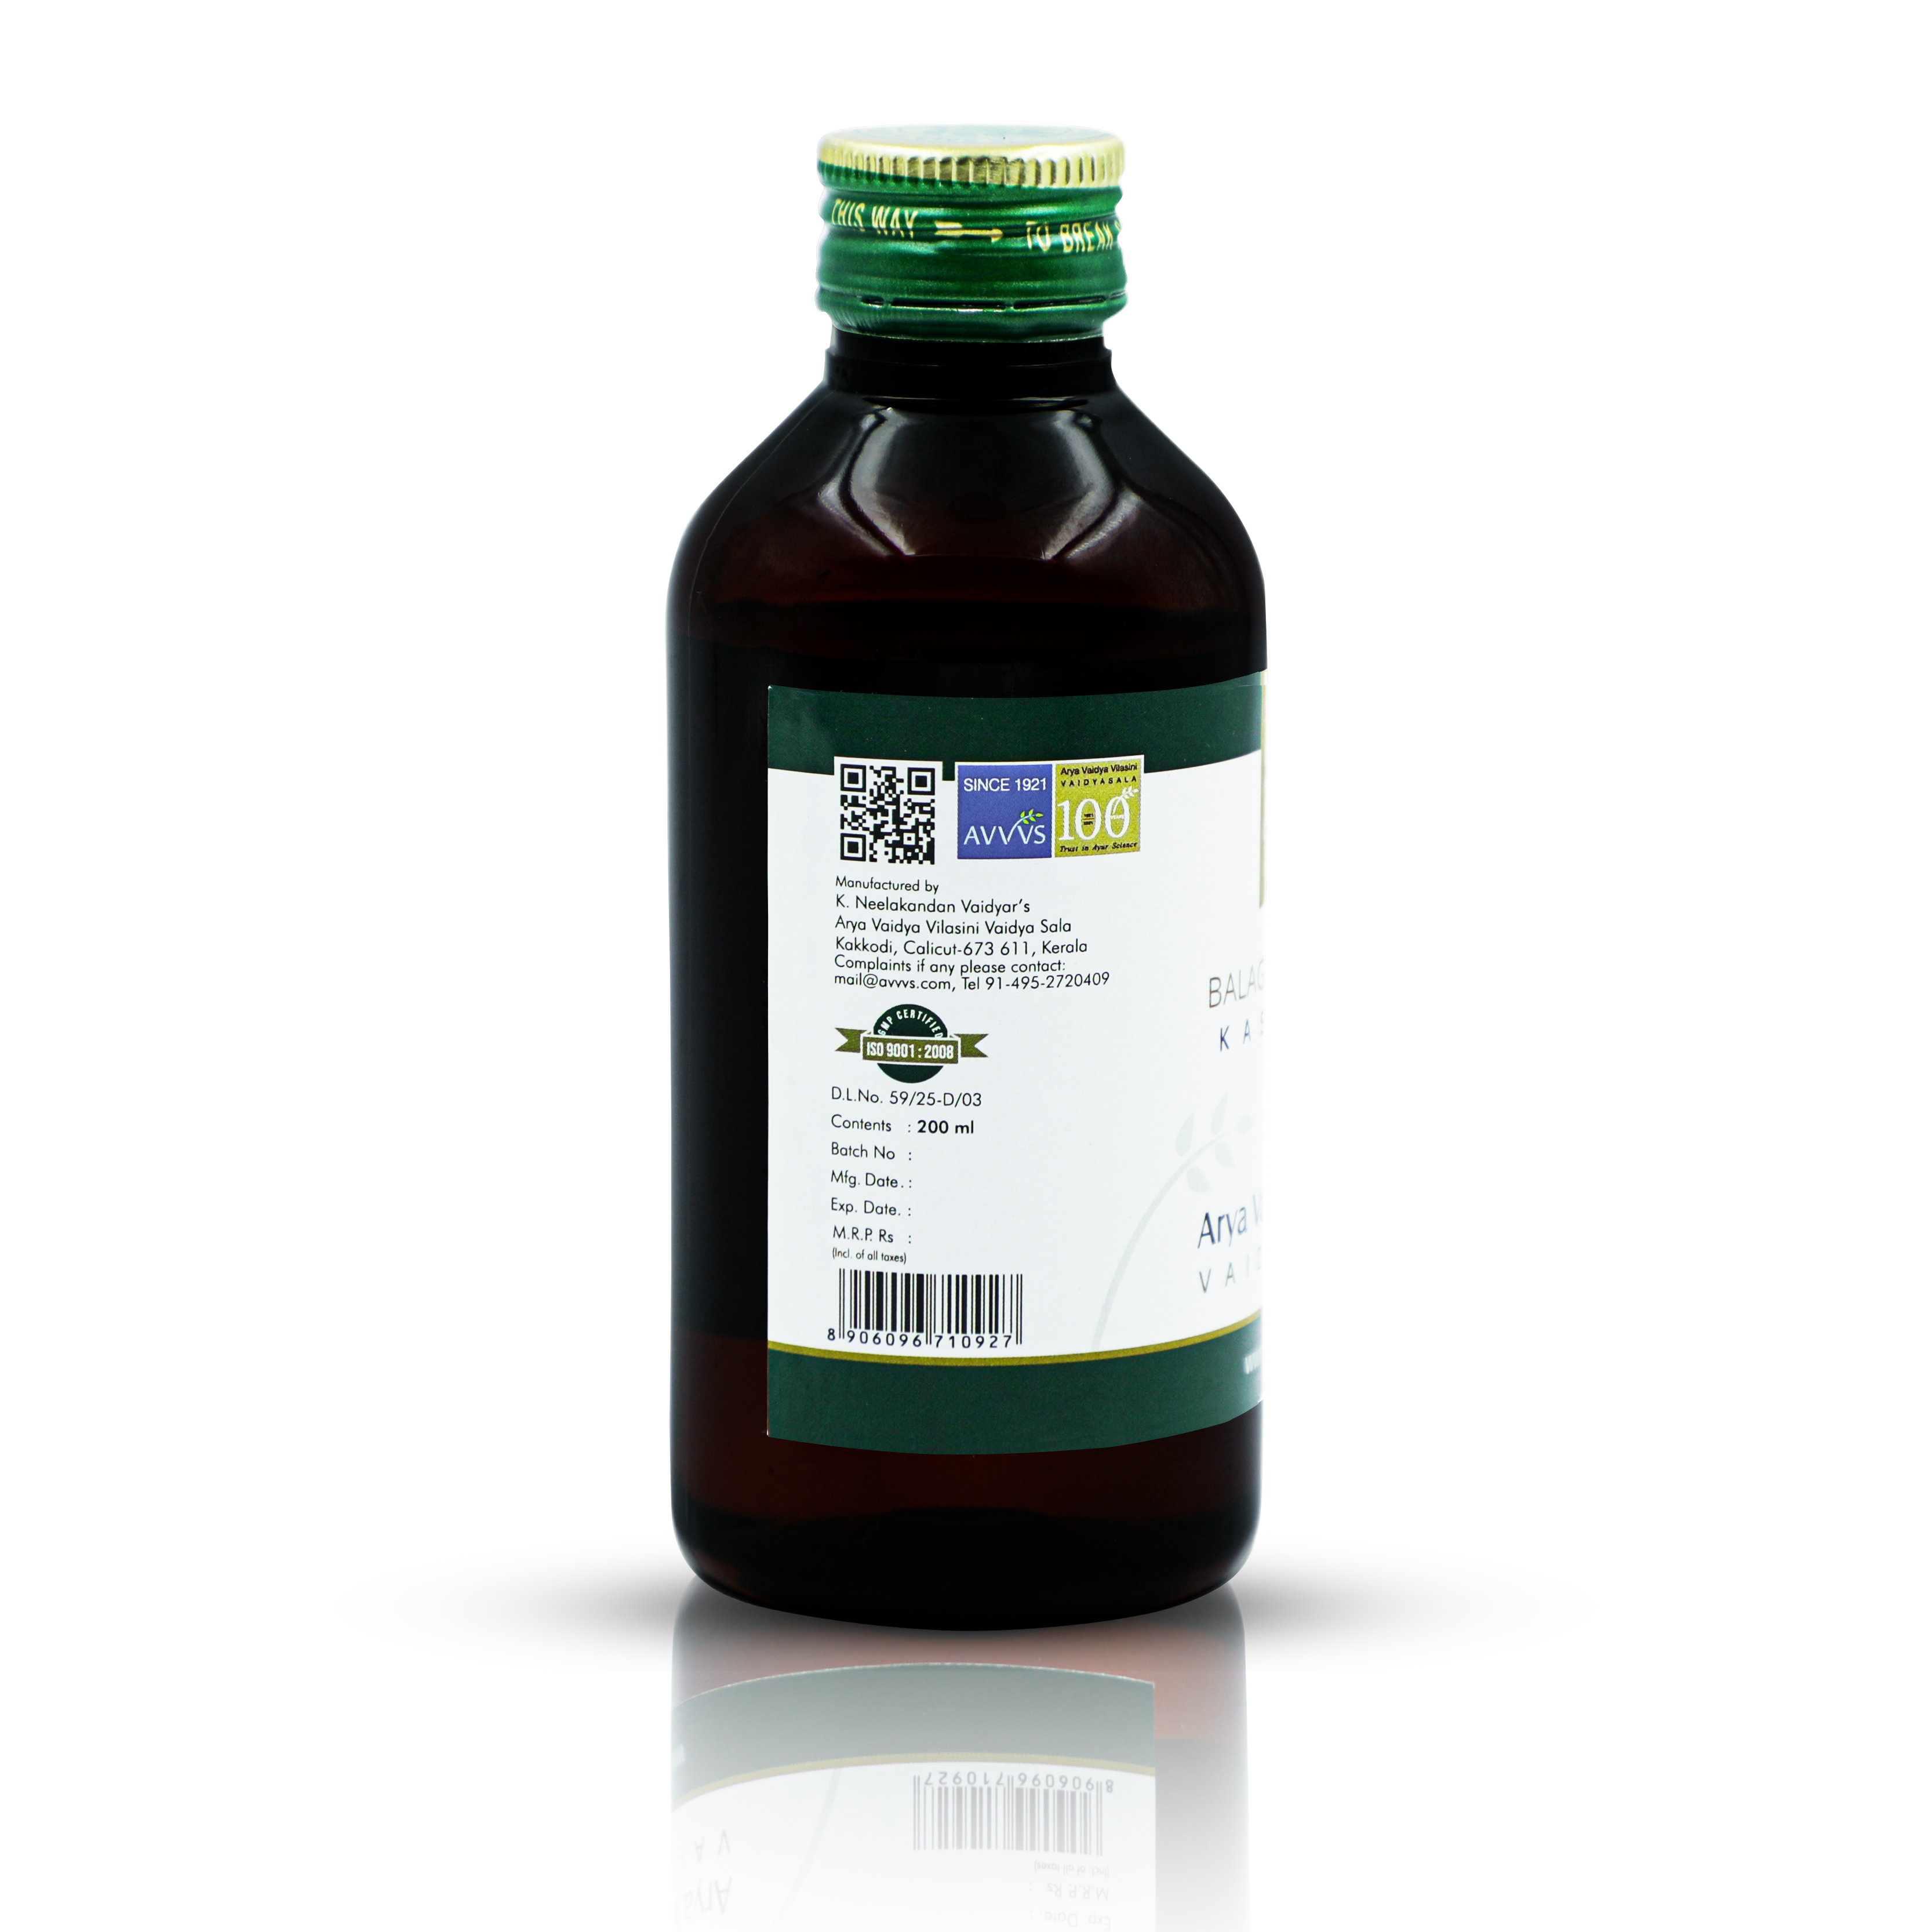 THIS WAY TO BREAK
SINCE 1921
AVVVS
Arya Vaidya Vilasini
VAIDYASALA
100
Trust in Ayur Science
Manufactured by
K. Neelakandan Vaidyar's
Arya Vaidya Vilasini Vaidya Sala
Kakkodi, Calicut-673 611, Kerala
Complaints if any please contact:
mail@avvvs.com, Tel 91-495-2720409
GMP CERTIFIED
ISO 9001 : 2008
D.L.No. 59/25-D/03
Contents : 200 ml
Batch No :
Mfg. Date. :
Exp. Date. :
M.R.P. Rs :
(Incl. of all taxes)
8 906096 710927
BALAG
KAS
Arya V
VAID